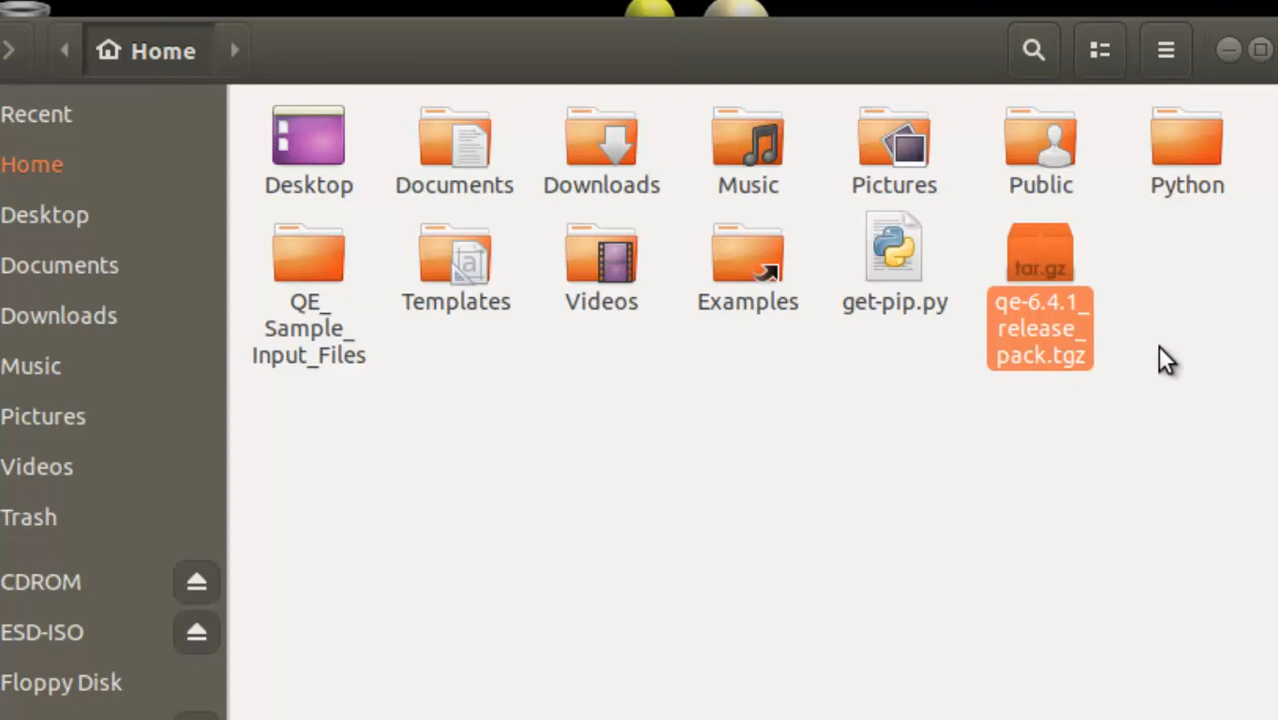 Home
Recent
Home
Desktop
Documents
Downloads
Music
Pictures
Videos
Trash
CDROM
ESD-ISO
Floppy Disk
Desktop
Documents
Downloads
Music
Pictures
Public
Python
QE_
Sample_
Input_Files
Templates
a
Videos
Examples
get-pip.py
tar.gz
qe-6.4.1_
release_
pack.tgz